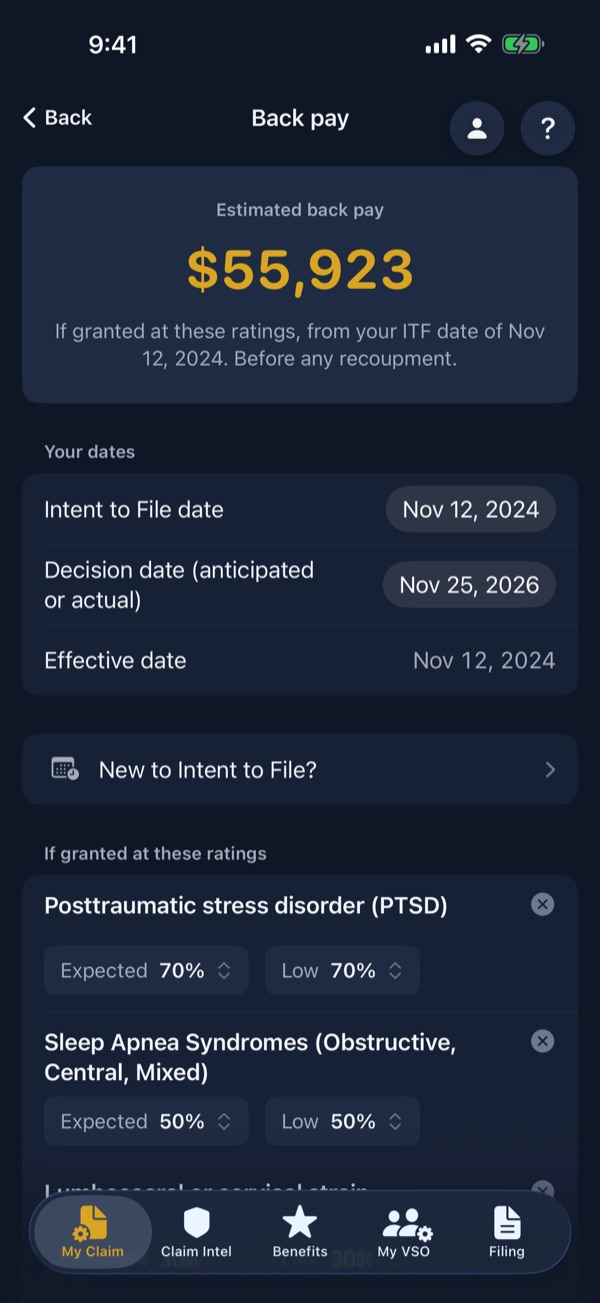 9:41
Back
Back pay
?
Estimated back pay
$55,923
If granted at these ratings, from your ITF date of Nov
12, 2024. Before any recoupment.
Your dates
Intent to File date
Nov 12, 2024
Decision date (anticipated
or actual)
Nov 25, 2026
Effective date
Nov 12, 2024
New to Intent to File?
If granted at these ratings
Posttraumatic stress disorder (PTSD)
Expected 70%
Low 70%
Sleep Apnea Syndromes (Obstructive,
Central, Mixed)
Expected 50%
Low 50%
My Claim
Claim Intel
Benefits
My VSO
Filing